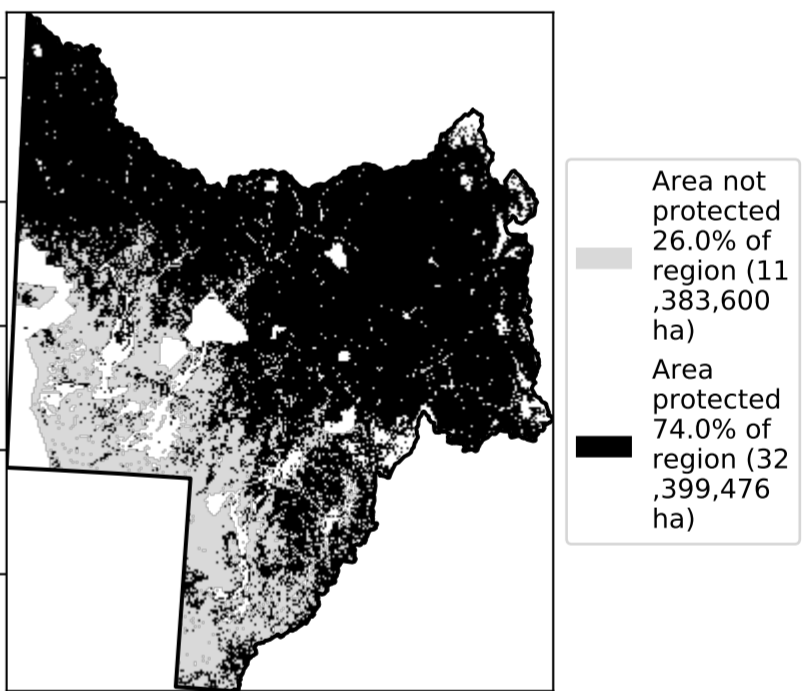 Area not
protected
26.0% of
region (11
,383,600
ha)
Area
protected
74.0% of
region (32
,399,476
ha)